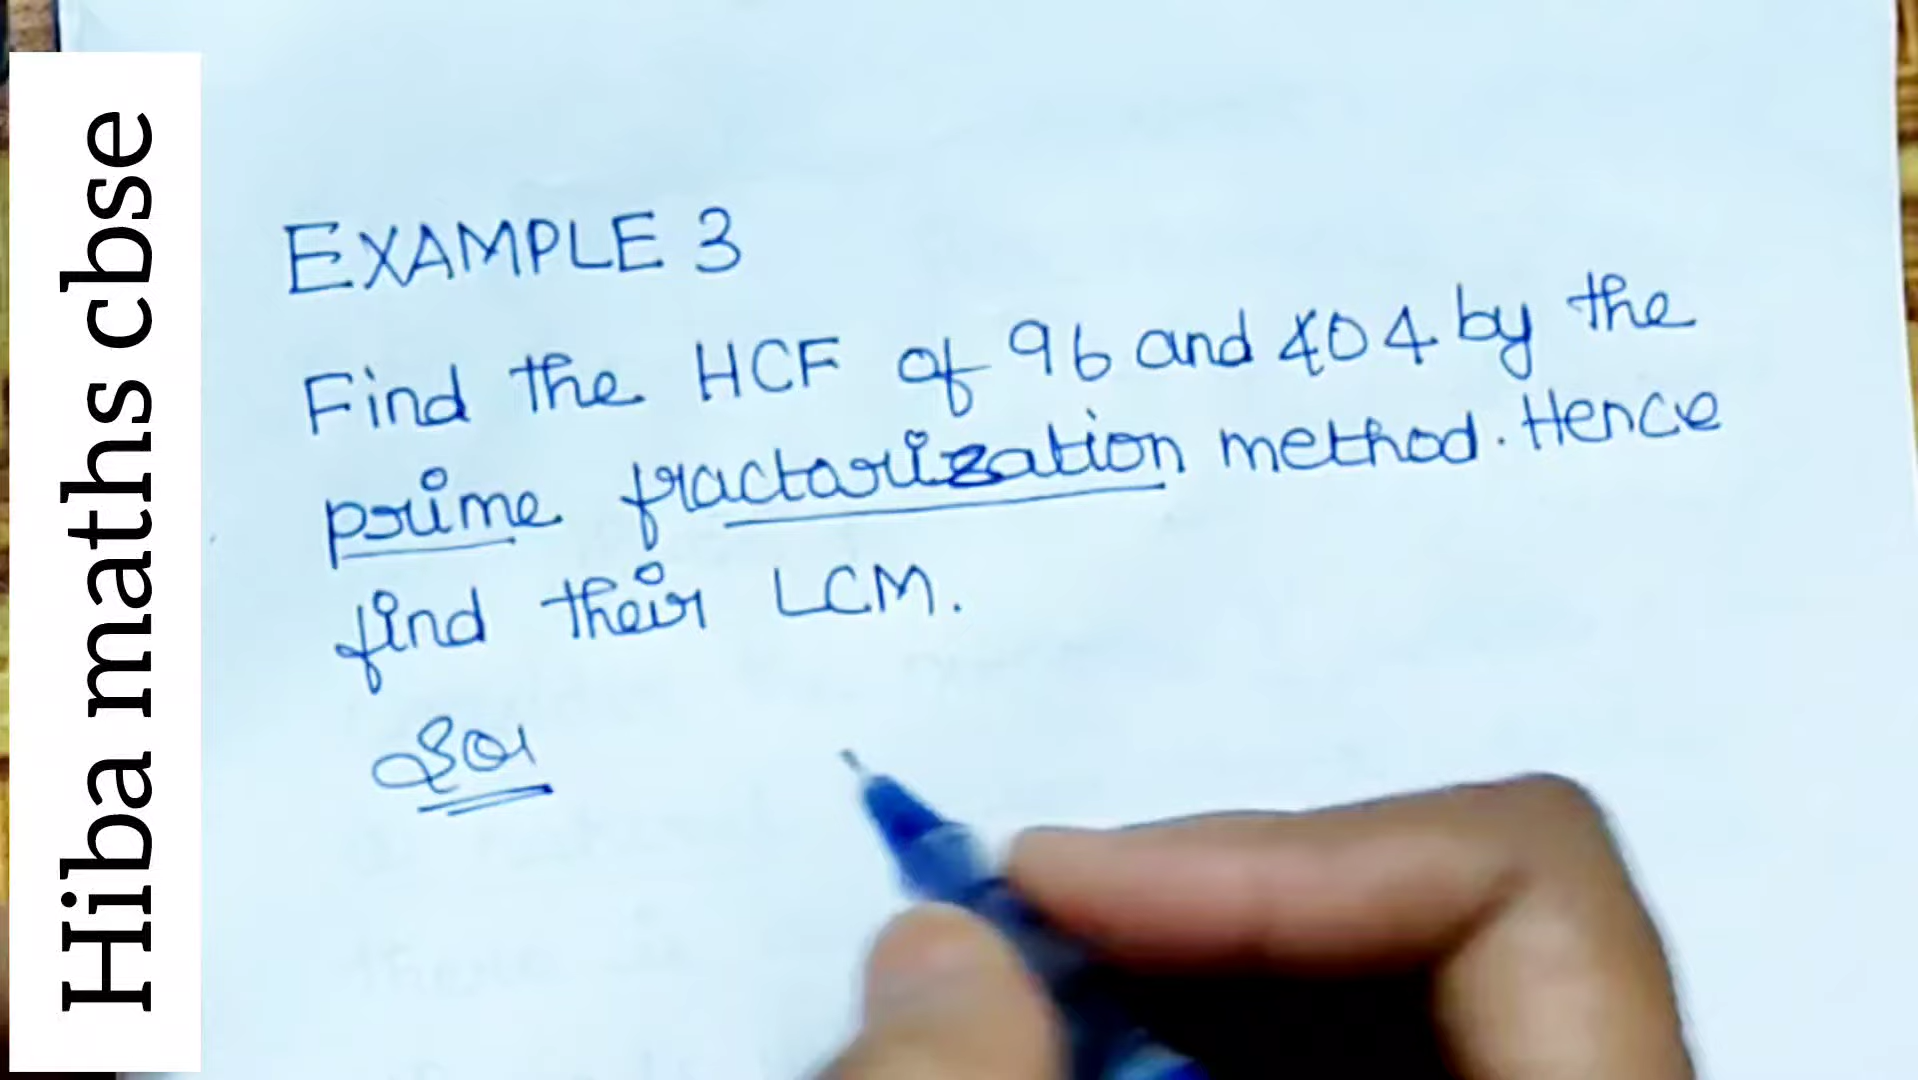 Hiba maths cbse
EXAMPLE 3
Find the HCF of 96 and 404 by the
prime fractarization method. Hence
find their LCM.
Sol